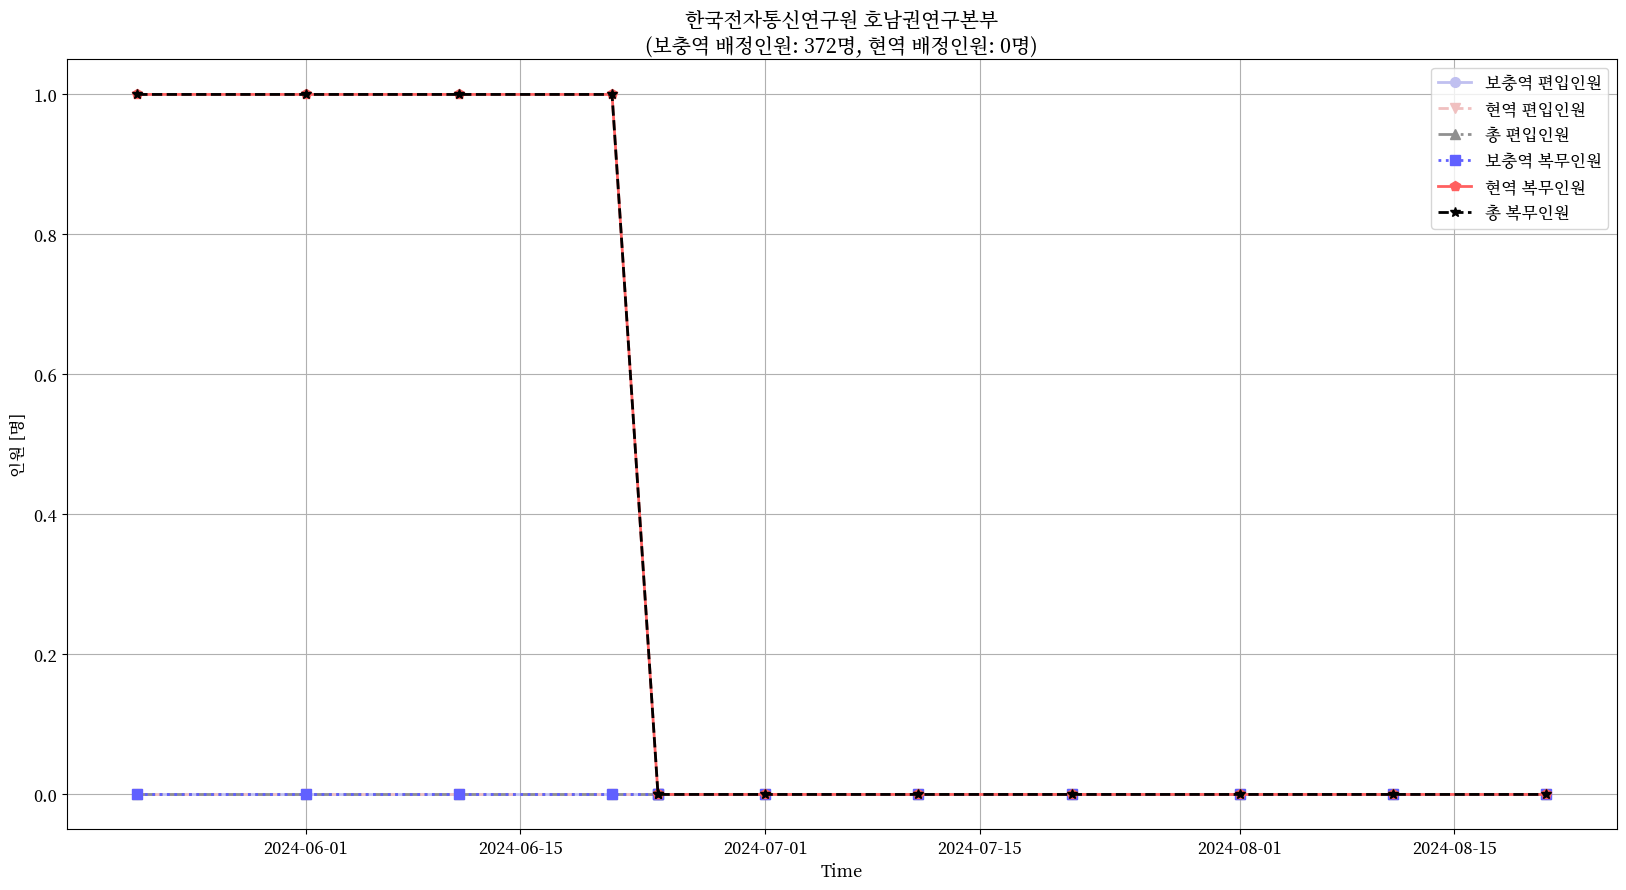 한국전자통신연구원 호남권연구본부
(보충역 배정인원: 372명, 현역 배정인원: 0명)
보충역 편입인원
현역 편입인원
총 편입인원
보충역 복무인원
현역 복무인원
총 복무인원
인원 [명]
1.0
0.8
0.6
0.4
0.2
0.0
2024-06-01
2024-06-15
2024-07-01
2024-07-15
2024-08-01
2024-08-15
Time